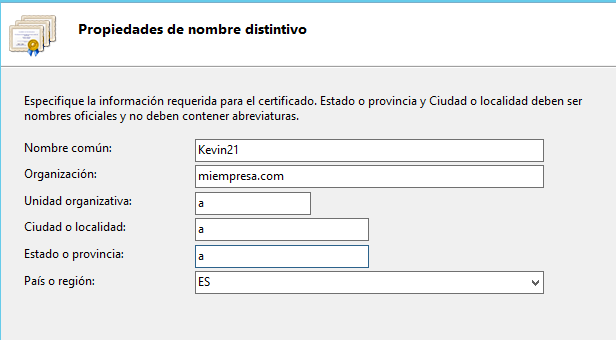 Propiedades de nombre distintivo
Especifique la información requerida para el certificado. Estado o provincia y Ciudad o localidad deben ser
nombres oficiales y no deben contener abreviaturas.
Nombre común: Kevin21
Organización: miempresa.com
Unidad organizativa: a
Ciudad o localidad: a
Estado o provincia: a
País o región: ES